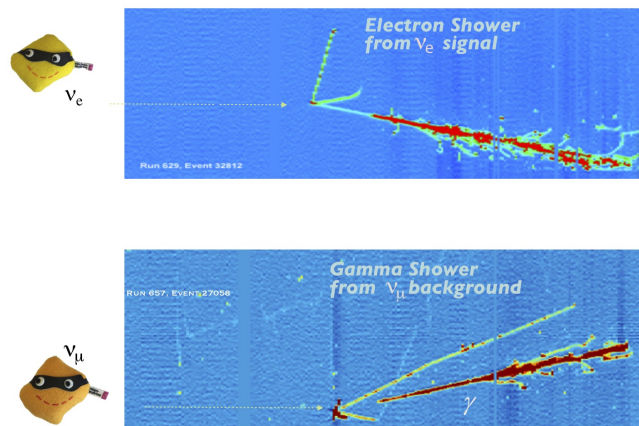 Electron Shower
from νe signal
νe
Run 629, Event 32812
Gamma Shower
from νμ background
Run 657, Event 27056
νμ
γ